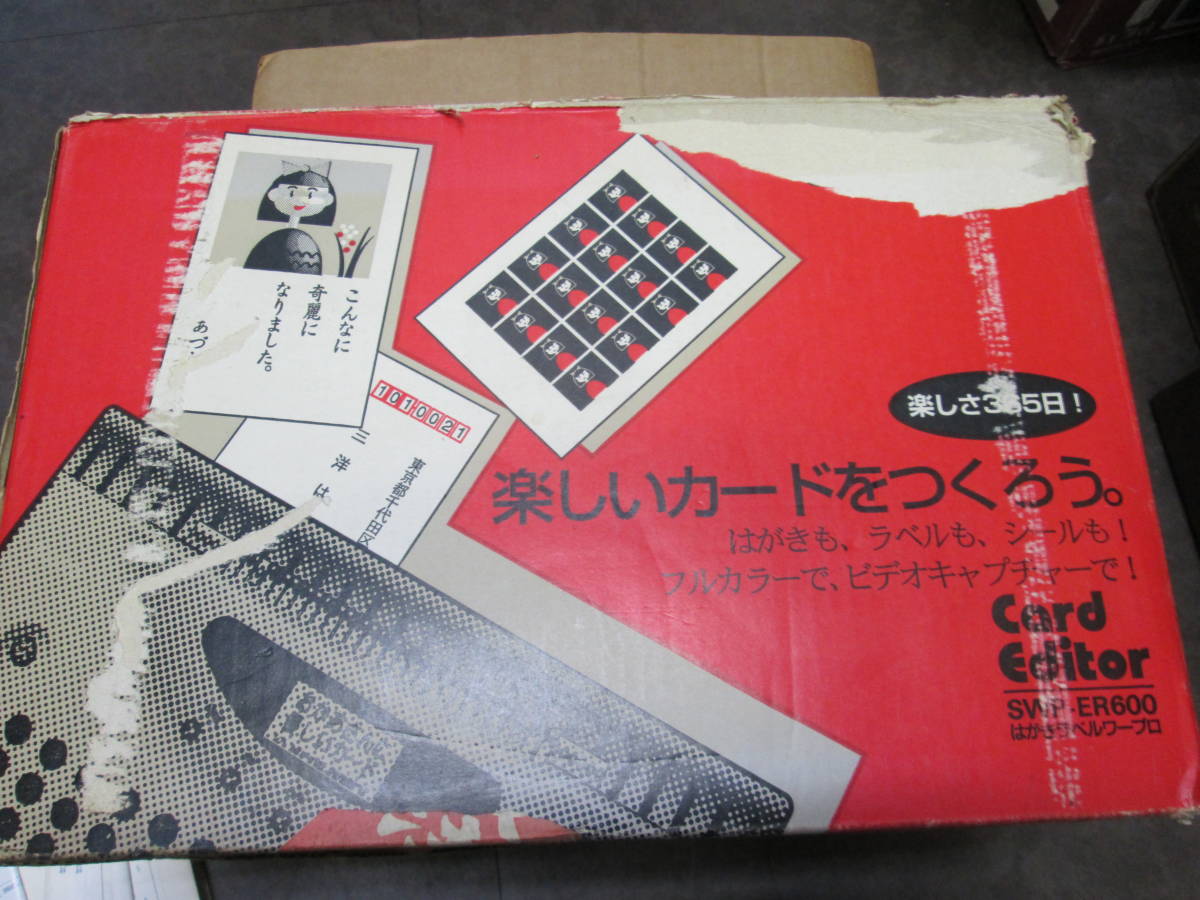 こんなに
奇麗に
なりました。
あづ
1010021
東京都千代田区
三洋は
楽しさ365日!
楽しいカードをつくろう。
はがきも、ラベルも、シールも!
フルカラーで、ビデオキャプチャーで!
Card
Editor
SWP-ER600
はがきラベルワープロ